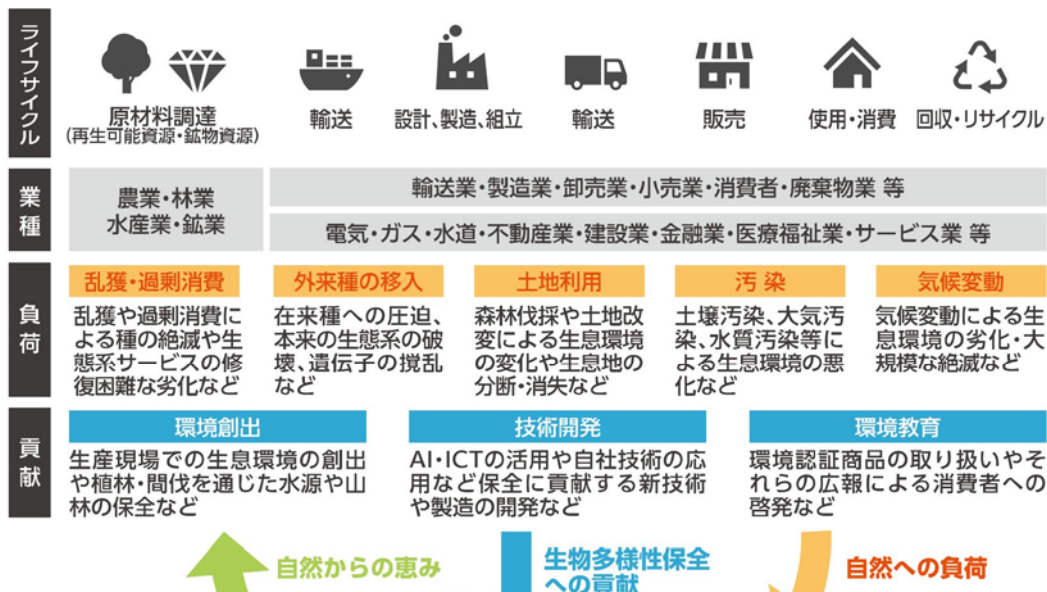 ライフサイクル
原材料調達
(再生可能資源・鉱物資源)
輸送
設計、製造、組立
輸送
販売
使用・消費
回収・リサイクル
業種
農業・林業
水産業・鉱業
輸送業・製造業・卸売業・小売業・消費者・廃棄物業 等
電気・ガス・水道・不動産業・建設業・金融業・医療福祉業・サービス業 等
負荷
乱獲・過剰消費
乱獲や過剰消費に
よる種の絶滅や生
態系サービスの修
復困難な劣化など
外来種の移入
在来種への圧迫、
本来の生態系の破
壊、遺伝子の撹乱
など
土地利用
森林伐採や土地改
変による生息環境
の変化や生息地の
分断・消失など
汚 染
土壌汚染、大気汚
染、水質汚染等に
よる生息環境の悪
化など
気候変動
気候変動による生
息環境の劣化・大
規模な絶滅など
貢献
環境創出
生産現場での生息環境の創出
や植林・間伐を通じた水源や山
林の保全など
技術開発
AI・ICTの活用や自社技術の応
用など保全に貢献する新技術
や製造の開発など
環境教育
環境認証商品の取り扱いやそ
れらの広報による消費者への
啓発など
自然からの恵み
生物多様性保全
への貢献
自然への負荷